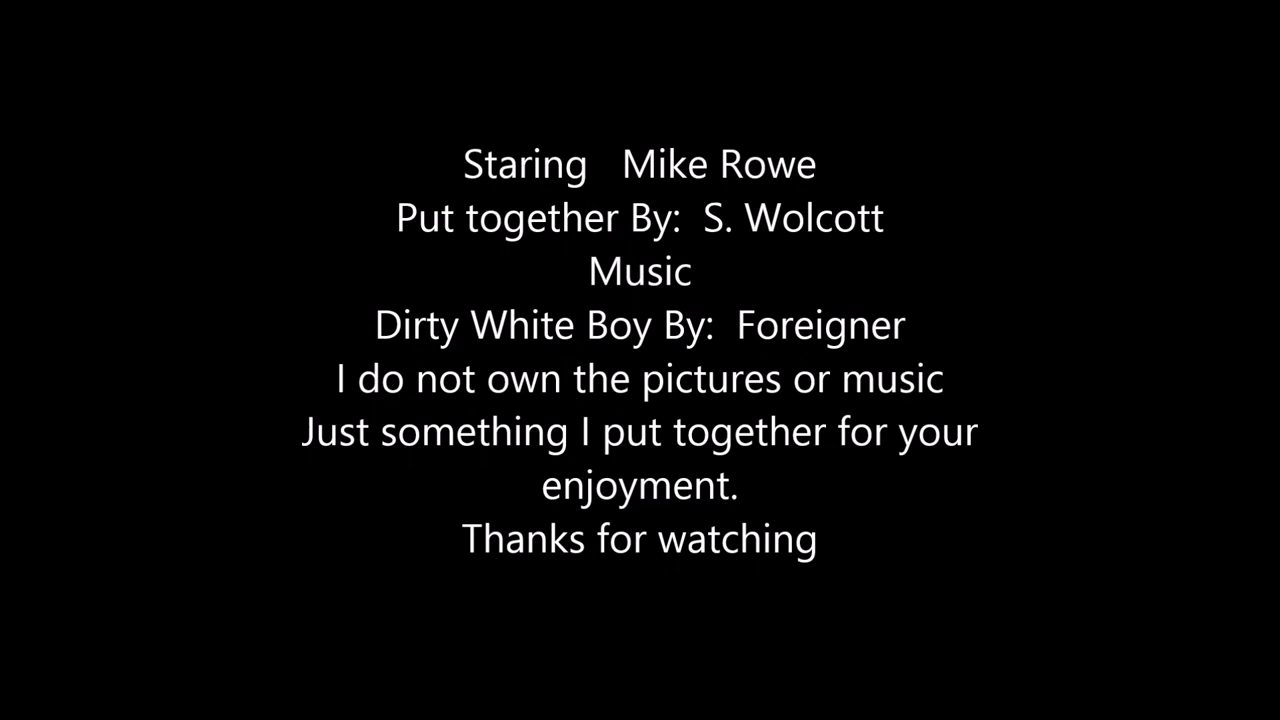 Staring   Mike Rowe
Put together By:  S. Wolcott
Music
Dirty White Boy By:  Foreigner
I do not own the pictures or music
Just something I put together for your
enjoyment.
Thanks for watching